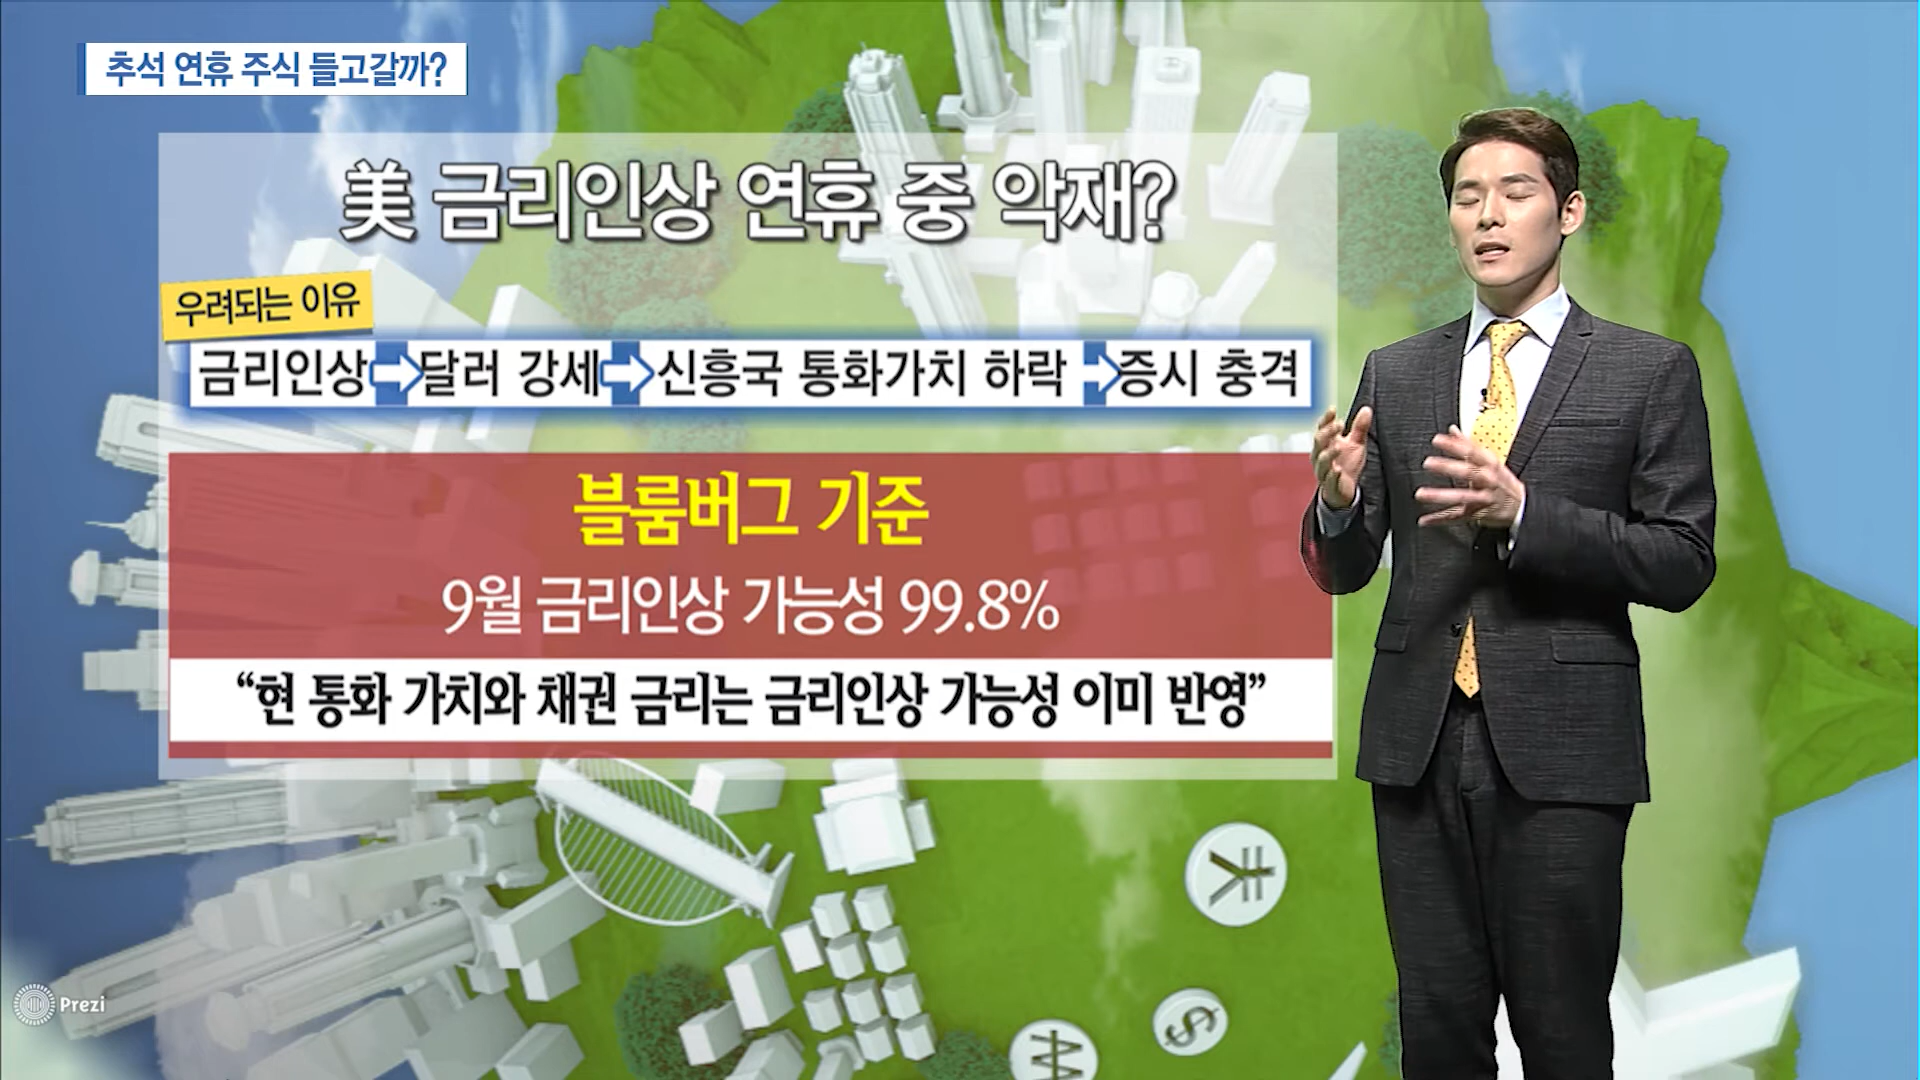 추석 연휴 주식 들고갈까?
美 금리인상 연휴 중 악재?
우려되는 이유
금리인상➡달러 강세➡신흥국 통화가치 하락➡증시 충격
블룸버그 기준
9월 금리인상 가능성 99.8%
“현 통화 가치와 채권 금리는 금리인상 가능성 이미 반영”
¥
$
₩
Prezi